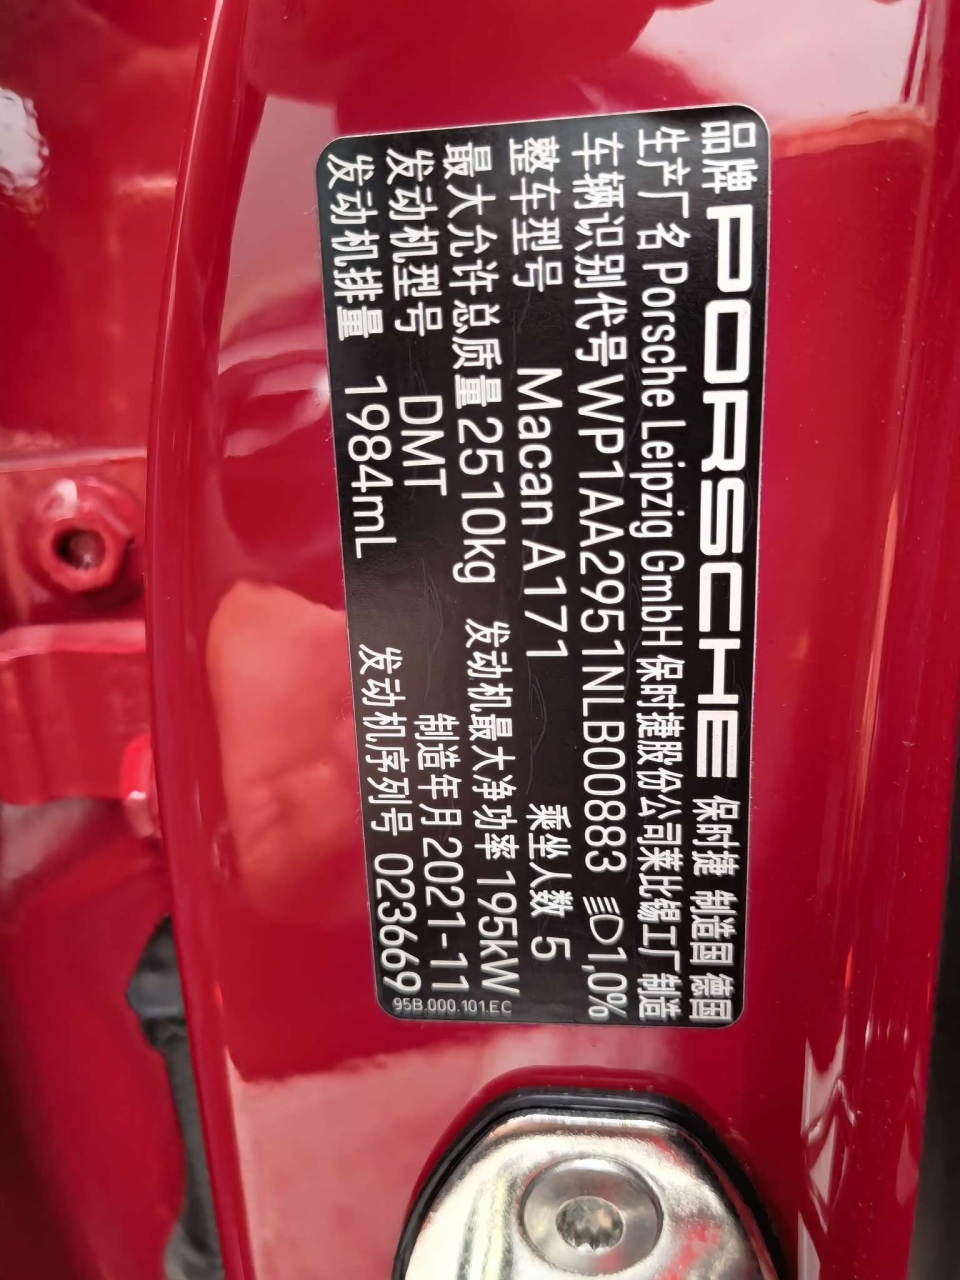 品牌 PORSCHE 保时捷 制造国 德国
生产厂名 Porsche Leipzig GmbH 保时捷股份公司莱比锡工厂 制造
车辆识别代号 WP1AA2951NLB00883 1,0%
整车型号 Macan A171 乘坐人数 5
最大允许总质量 2510kg 发动机最大净功率 195kW
发动机型号 DMT 制造年月 2021-11
发动机排量 1984mL 发动机序列号 023669
95B.000.101.EC